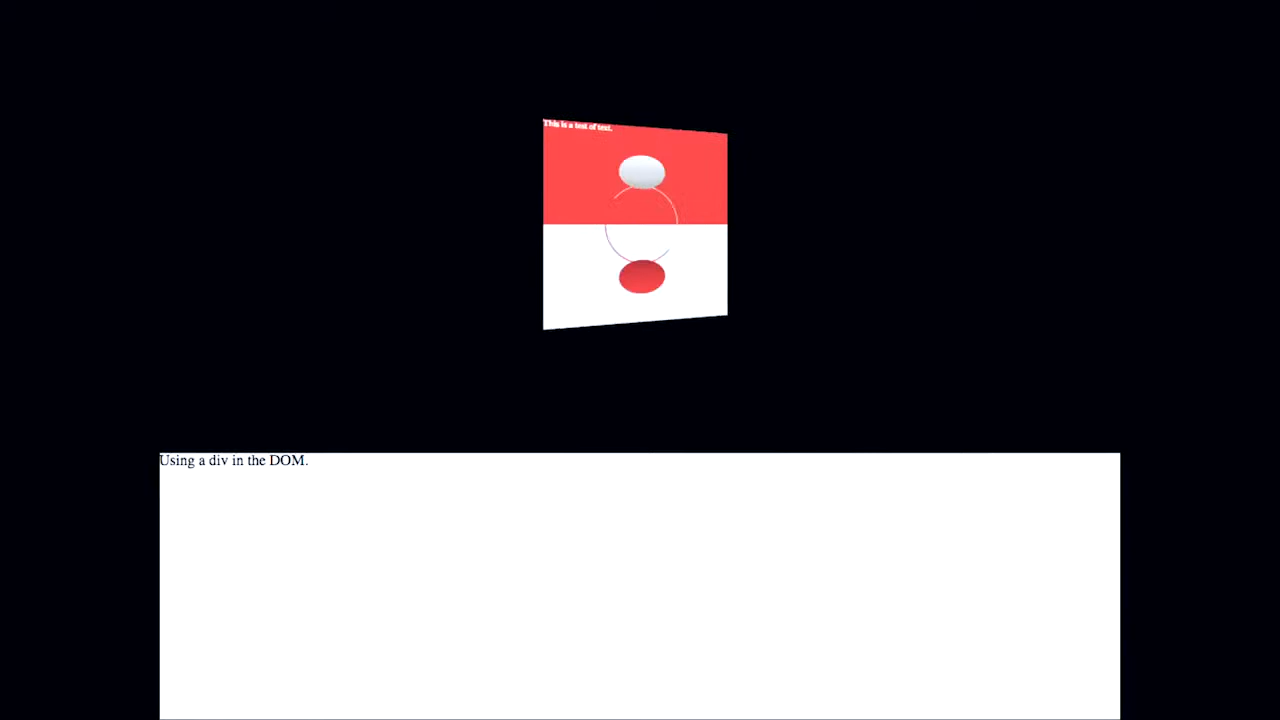 This is a test of text.
Using a div in the DOM.